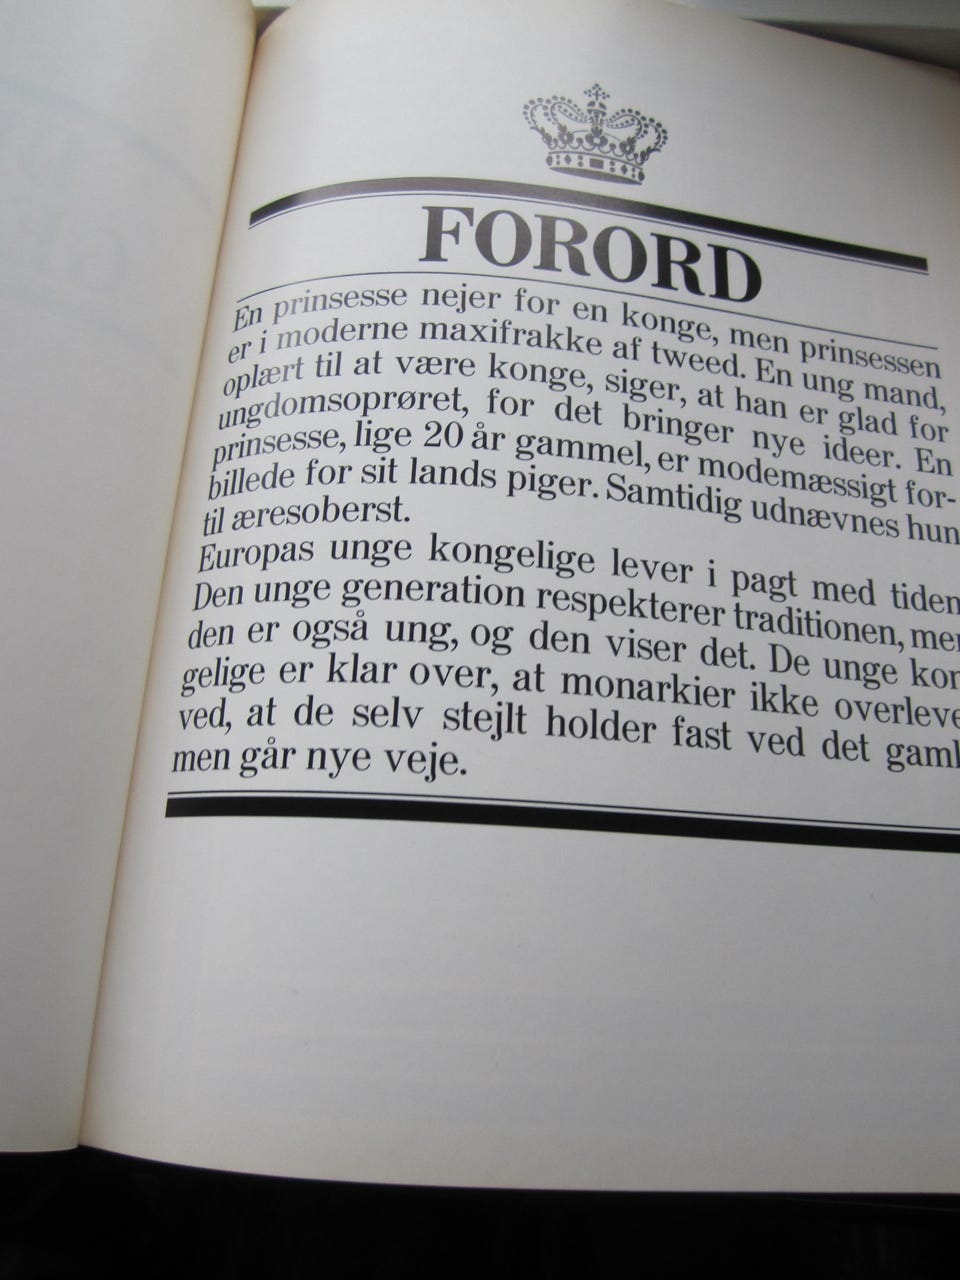 FORORD
En prinsesse nejer for en konge, men prinsessen
er i moderne maxifrakke af tweed. En ung mand,
oplært til at være konge, siger, at han er glad for
ungdomsoprøret, for det bringer nye ideer. En
prinsesse, lige 20 år gammel, er modemæssigt for-
billede for sit lands piger. Samtidig udnævnes hun
til æresoberst.
Europas unge kongelige lever i pagt med tiden
Den unge generation respekterer traditionen, men
den er også ung, og den viser det. De unge kon
gelige er klar over, at monarkier ikke overleve
ved, at de selv stejlt holder fast ved det gaml
men går nye veje.